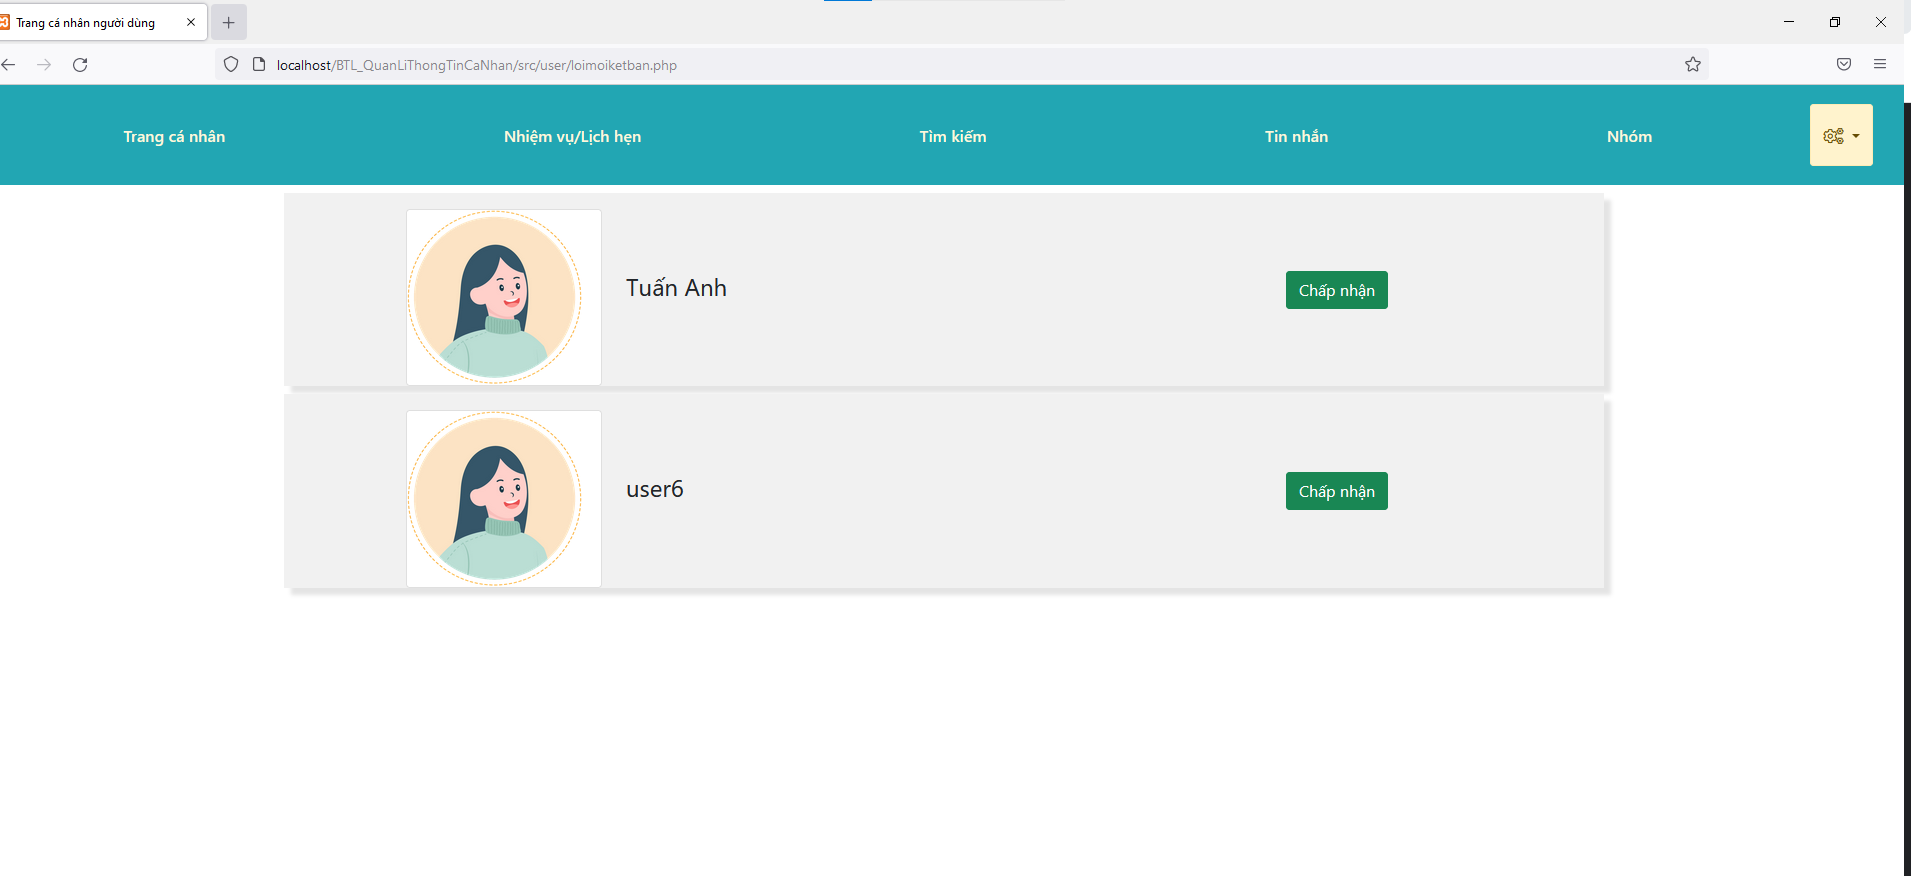 Trang cá nhân người dùng
localhost/BTL_QuanLiThongTinCaNhan/src/user/loimoiketban.php
Trang cá nhân Nhiệm vụ/Lịch hẹn Tìm kiếm Tin nhắn Nhóm
Tuấn Anh Chấp nhận
user6 Chấp nhận